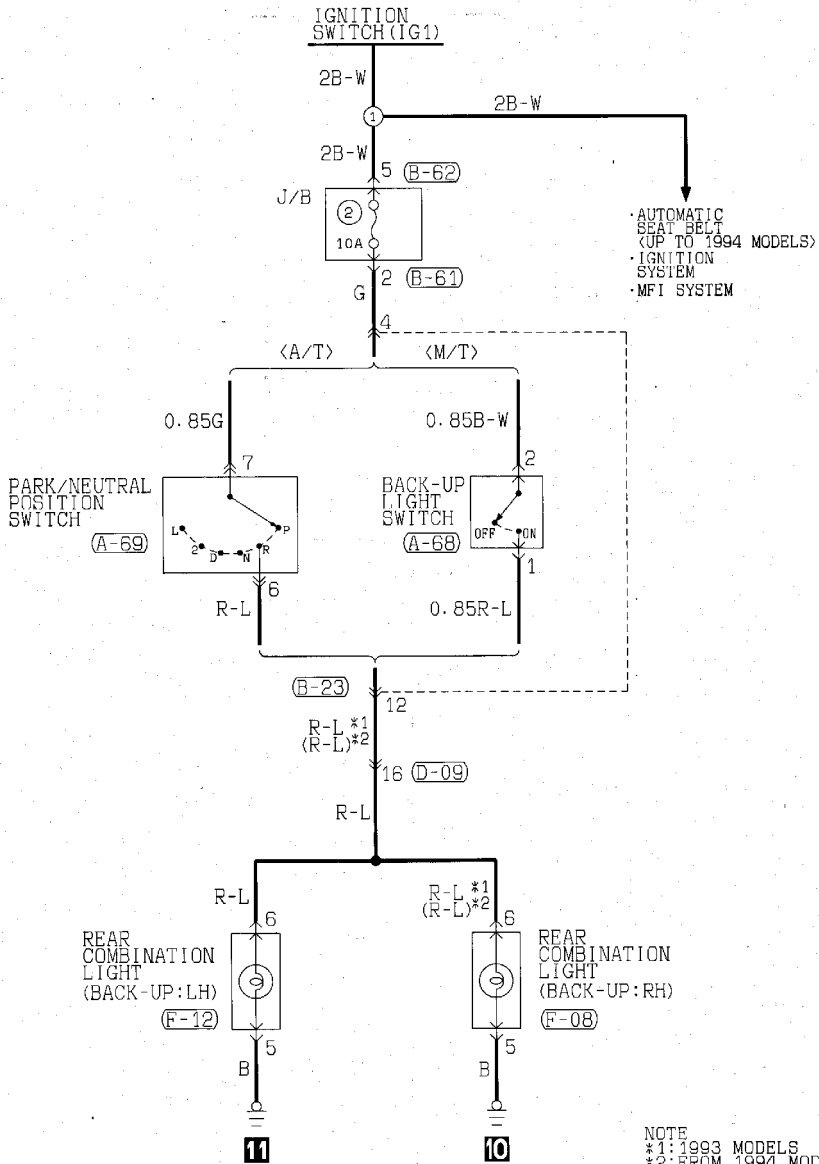 IGNITION
SWITCH(IG1)
2B-W
2B-W
1
2B-W
5
B-62
J/B
2
10A
·AUTOMATIC
SEAT BELT
<UP TO 1994 MODELS>
·IGNITION
SYSTEM
·MFI SYSTEM
2
B-61
G
4
<A/T>
<M/T>
0.85G
0.85B-W
7
2
PARK/NEUTRAL
POSITION
SWITCH
A-69
L
2
D
N
R
P
BACK-UP
LIGHT
SWITCH
A-68
OFF
ON
6
1
R-L
0.85R-L
B-23
12
R-L *1
(R-L)*2
16
D-09
R-L
R-L
R-L *1
(R-L)*2
6
6
REAR
COMBINATION
LIGHT
(BACK-UP:LH)
F-12
REAR
COMBINATION
LIGHT
(BACK-UP:RH)
F-08
5
5
B
B
11
10
NOTE
*1:1993 MODELS
*2:FROM 1994 MOD